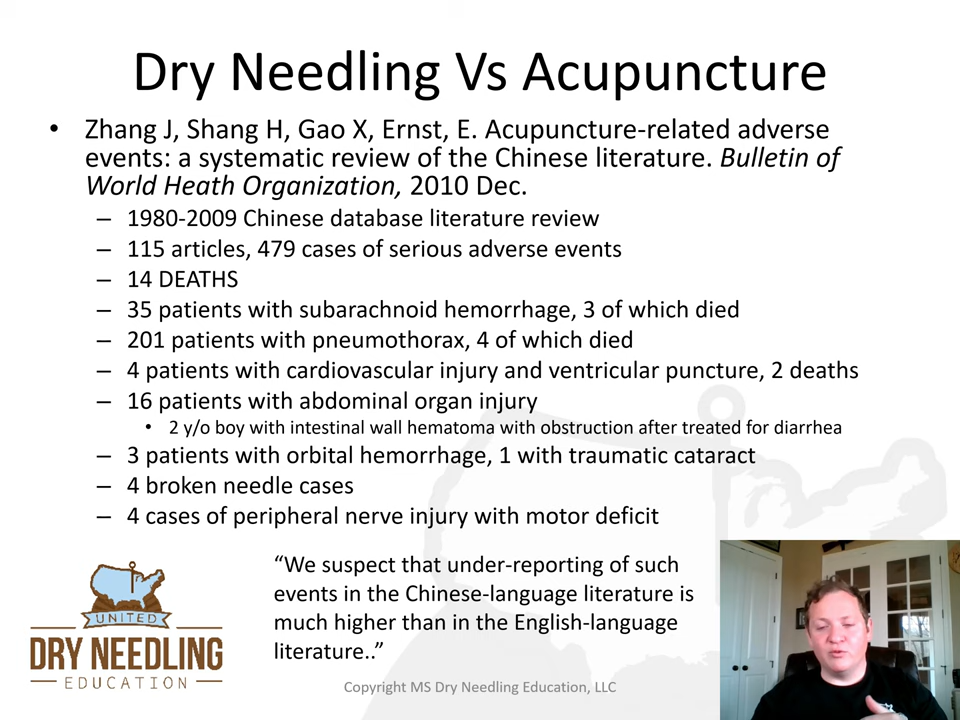 Dry Needling Vs Acupuncture
• Zhang J, Shang H, Gao X, Ernst, E. Acupuncture-related adverse
events: a systematic review of the Chinese literature. Bulletin of
World Heath Organization, 2010 Dec.
– 1980-2009 Chinese database literature review
– 115 articles, 479 cases of serious adverse events
– 14 DEATHS
– 35 patients with subarachnoid hemorrhage, 3 of which died
– 201 patients with pneumothorax, 4 of which died
– 4 patients with cardiovascular injury and ventricular puncture, 2 deaths
– 16 patients with abdominal organ injury
• 2 y/o boy with intestinal wall hematoma with obstruction after treated for diarrhea
– 3 patients with orbital hemorrhage, 1 with traumatic cataract
– 4 broken needle cases
– 4 cases of peripheral nerve injury with motor deficit
“We suspect that under-reporting of such
events in the Chinese-language literature is
much higher than in the English-language
literature..”
UNITED
DRY NEEDLING
EDUCATION
Copyright MS Dry Needling Education, LLC